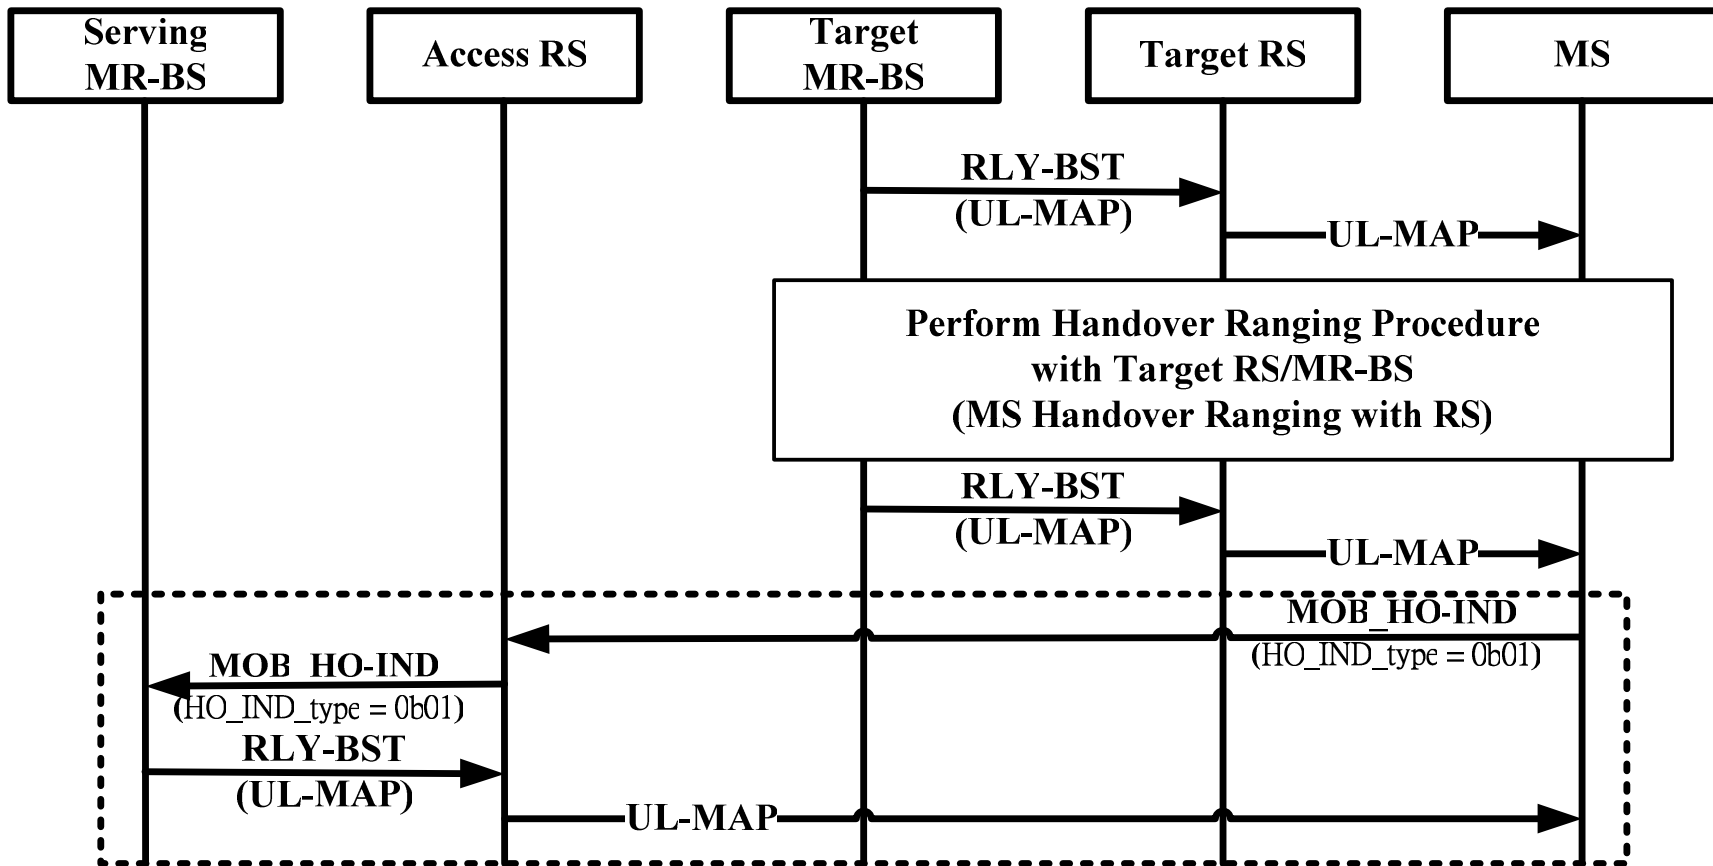 Serving
MR-BS
Access RS
Target
MR-BS
Target RS
MS
RLY-BST
(UL-MAP)
UL-MAP
Perform Handover Ranging Procedure
with Target RS/MR-BS
(MS Handover Ranging with RS)
RLY-BST
(UL-MAP)
UL-MAP
MOB_HO-IND
(HO_IND_type = 0b01)
MOB_HO-IND
(HO_IND_type = 0b01)
RLY-BST
(UL-MAP)
UL-MAP